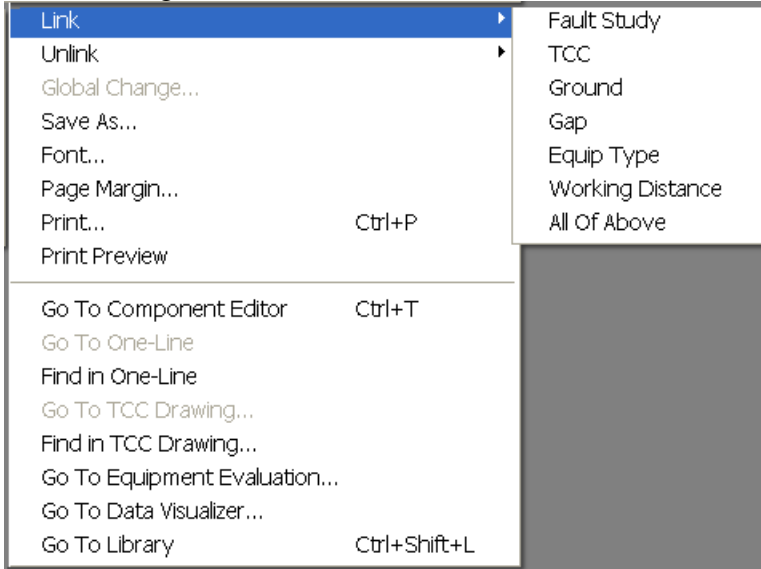 Link
Unlink
Global Change...
Save As...
Font...
Page Margin...
Print... Ctrl+P
Print Preview
Go To Component Editor Ctrl+T
Go To One-Line
Find in One-Line
Go To TCC Drawing...
Find in TCC Drawing...
Go To Equipment Evaluation...
Go To Data Visualizer...
Go To Library Ctrl+Shift+L
Fault Study
TCC
Ground
Gap
Equip Type
Working Distance
All Of Above